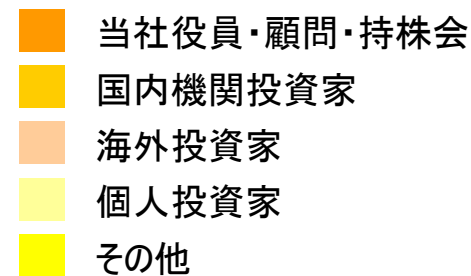 当社役員・顧問・持株会
国内機関投資家
海外投資家
個人投資家
その他